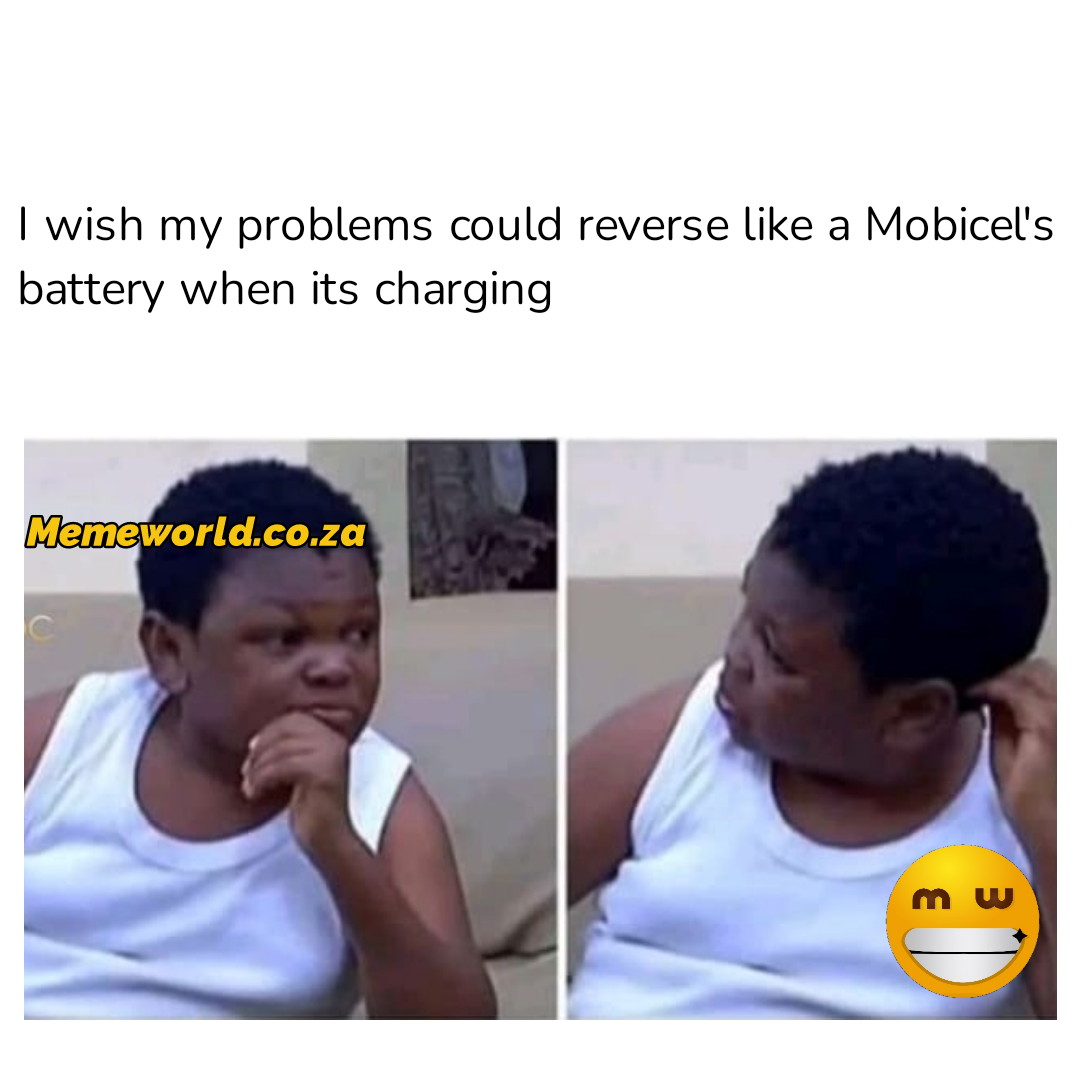 I wish my problems could reverse like a Mobicel's
battery when its charging
Memeworld.co.za
C
m w